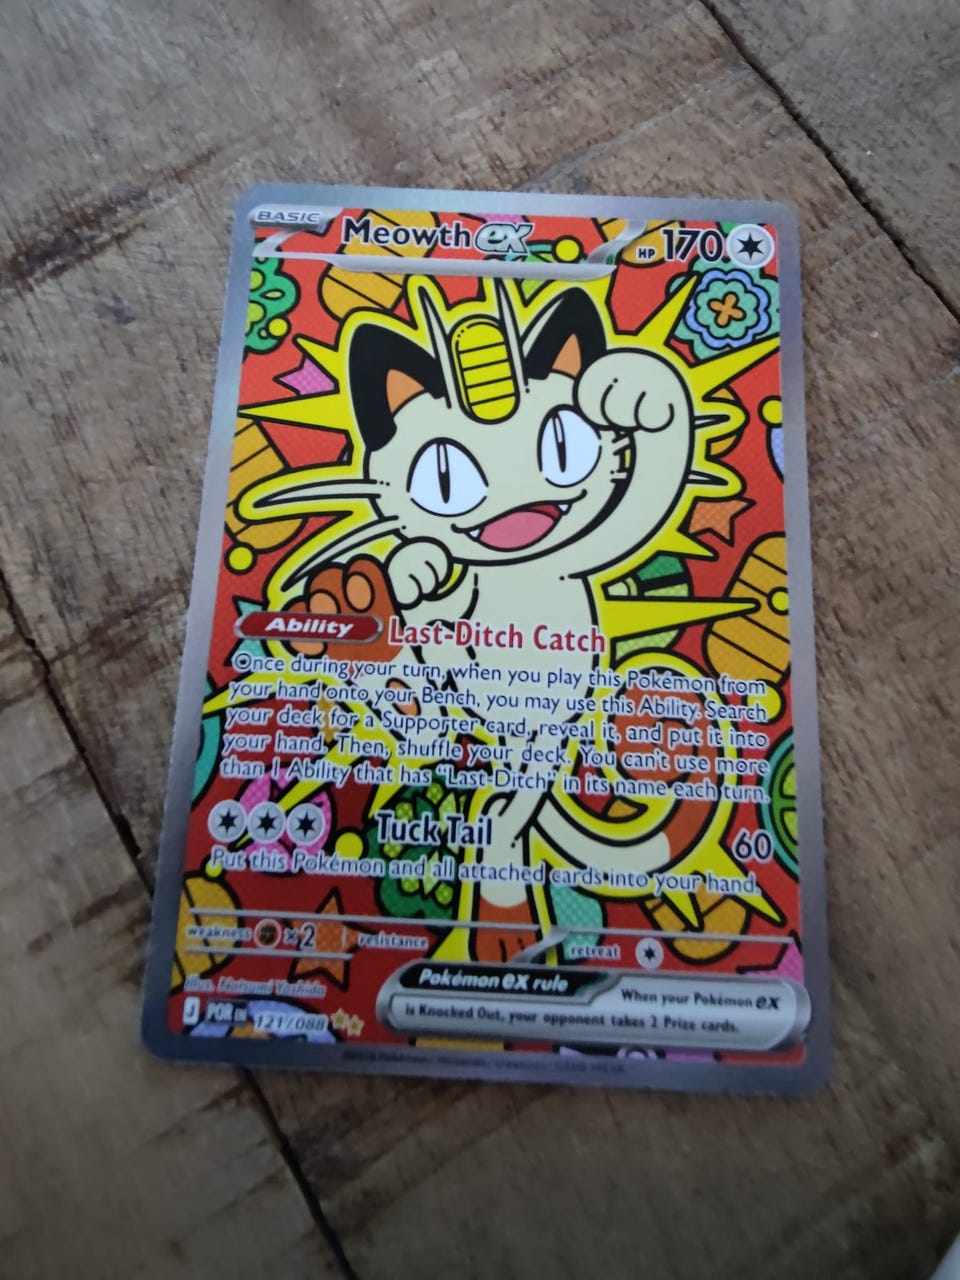 BASIC
Meowth ex HP 170
Ability Last-Ditch Catch
Once during your turn, when you play this Pokémon from
your hand onto your Bench, you may use this Ability. Search
your deck for a Supporter card, reveal it, and put it into
your hand. Then, shuffle your deck. You can't use more
than 1 Ability that has "Last-Ditch" in its name each turn.
Tuck Tail 60
Put this Pokémon and all attached cards into your hand.
weakness ×2 resistance retreat
Illus. Natsumi Yoshida
Pokémon ex rule
When your Pokémon ex
is Knocked Out, your opponent takes 2 Prize cards.
J POR EN 121/088